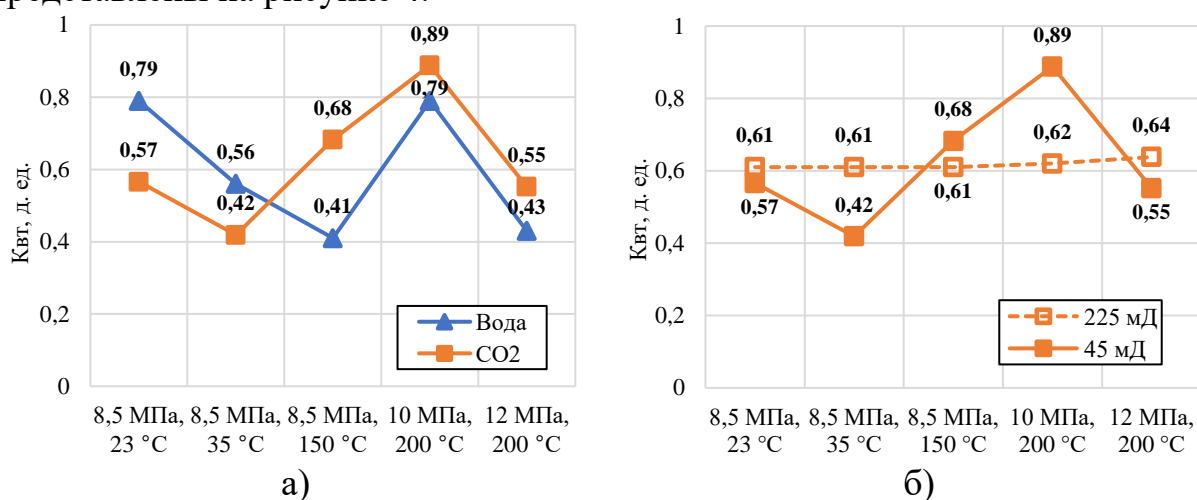 представлены на рисунке 4.
1
0,8
0,6
0,4
0,2
0
Квт, д. ед.
0,79
0,57
0,56
0,42
0,68
0,41
0,89
0,79
0,55
0,43
Вода
CO2
8,5 МПа, 23 °C
8,5 МПа, 35 °C
8,5 МПа, 150 °C
10 МПа, 200 °C
12 МПа, 200 °C
а)
1
0,8
0,6
0,4
0,2
0
Квт, д. ед.
0,61
0,57
0,61
0,42
0,68
0,61
0,89
0,62
0,64
0,55
225 мД
45 мД
8,5 МПа, 23 °C
8,5 МПа, 35 °C
8,5 МПа, 150 °C
10 МПа, 200 °C
12 МПа, 200 °C
б)